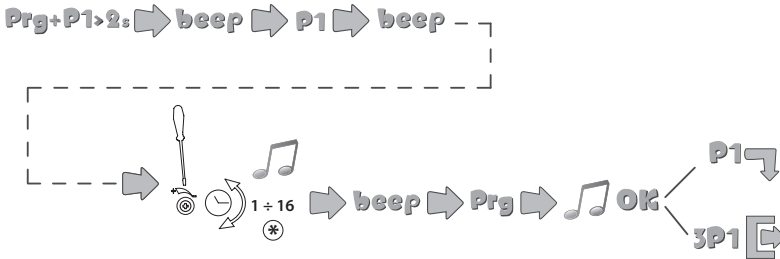 Prg+P1>2s beep P1 beep
1 ÷ 16
*
beep Prg OK
P1
3P1